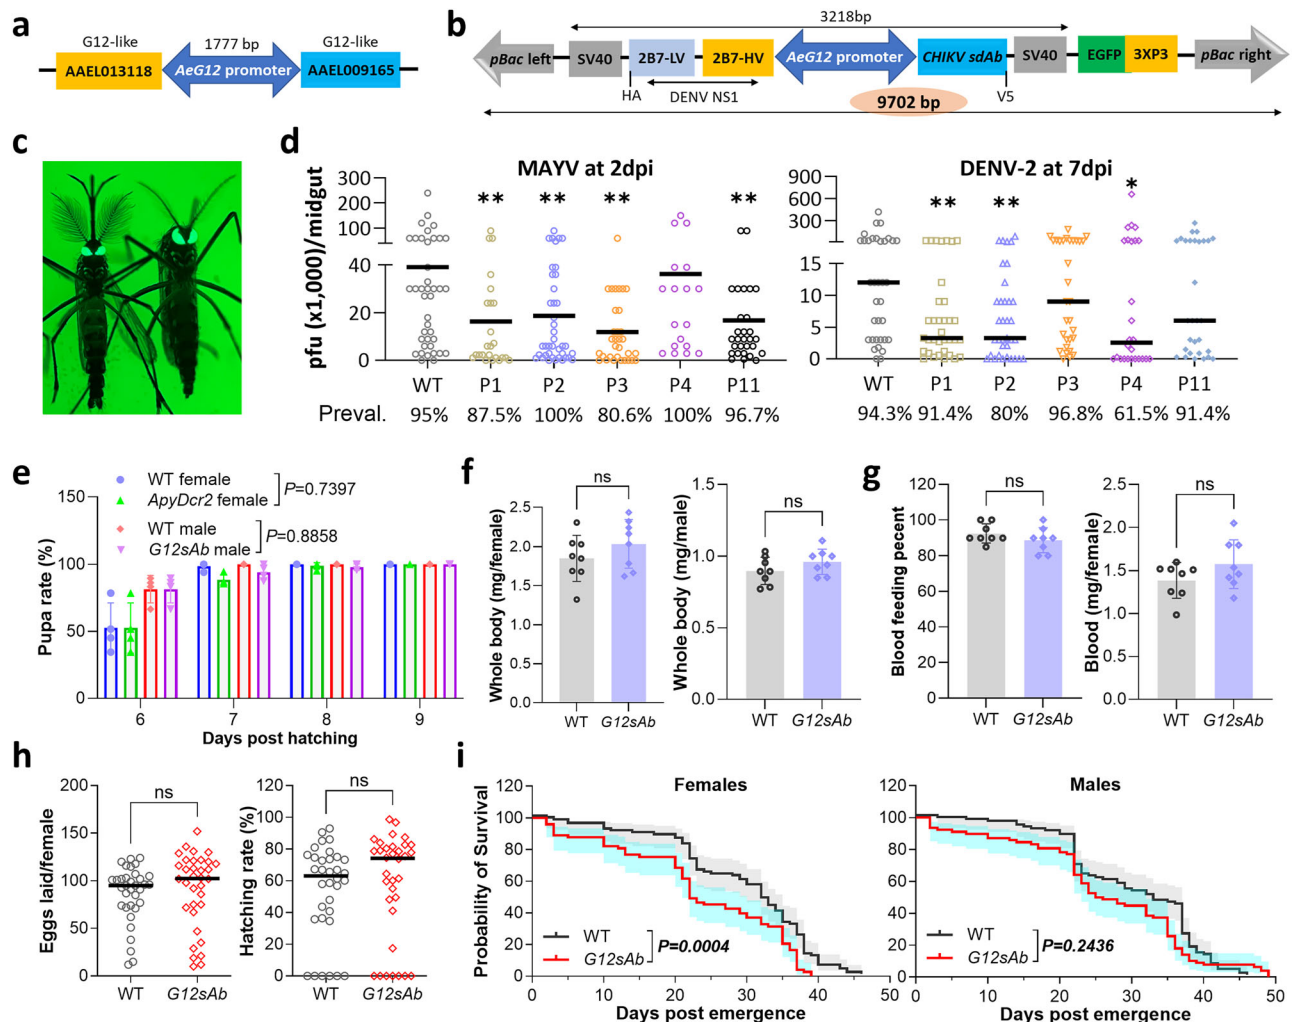 a
G12-like
1777 bp
G12-like
AAEL013118
AeG12 promoter
AAEL009165
b
3218bp
pBac left
SV40
2B7-LV
2B7-HV
AeG12 promoter
CHIKV sdAb
SV40
EGFP
3XP3
pBac right
HA
DENV NS1
V5
9702 bp
c
d
MAYV at 2dpi
DENV-2 at 7dpi
pfu (x1,000)/midgut
300
200
100
40
20
0
** ** ** **
WT P1 P2 P3 P4 P11
Preval. 95% 87.5% 100% 80.6% 100% 96.7%
900
600
300
15
10
5
0
** ** *
WT P1 P2 P3 P4 P11
94.3% 91.4% 80% 96.8% 61.5% 91.4%
e
WT female
ApyDcr2 female
P=0.7397
WT male
G12sAb male
P=0.8858
Pupa rate (%)
150
100
50
0
6 7 8 9
Days post hatching
f
ns
Whole body (mg/female)
2.5
2.0
1.5
1.0
0.5
0.0
WT G12sAb
ns
Whole body (mg/male)
1.5
1.0
0.5
0.0
WT G12sAb
g
ns
Blood feeding pecent
120
100
80
60
40
20
0
WT G12sAb
ns
Blood (mg/female)
2.5
2.0
1.5
1.0
0.5
0.0
WT G12sAb
h
ns
Eggs laid/female
200
150
100
50
0
WT G12sAb
ns
Hatching rate (%)
120
100
80
60
40
20
0
WT G12sAb
i
Females
Probability of Survival
120
100
80
60
40
20
0
WT
G12sAb
P=0.0004
0 10 20 30 40 50
Days post emergence
Males
120
100
80
60
40
20
0
WT
G12sAb
P=0.2436
0 10 20 30 40 50
Days post emergence